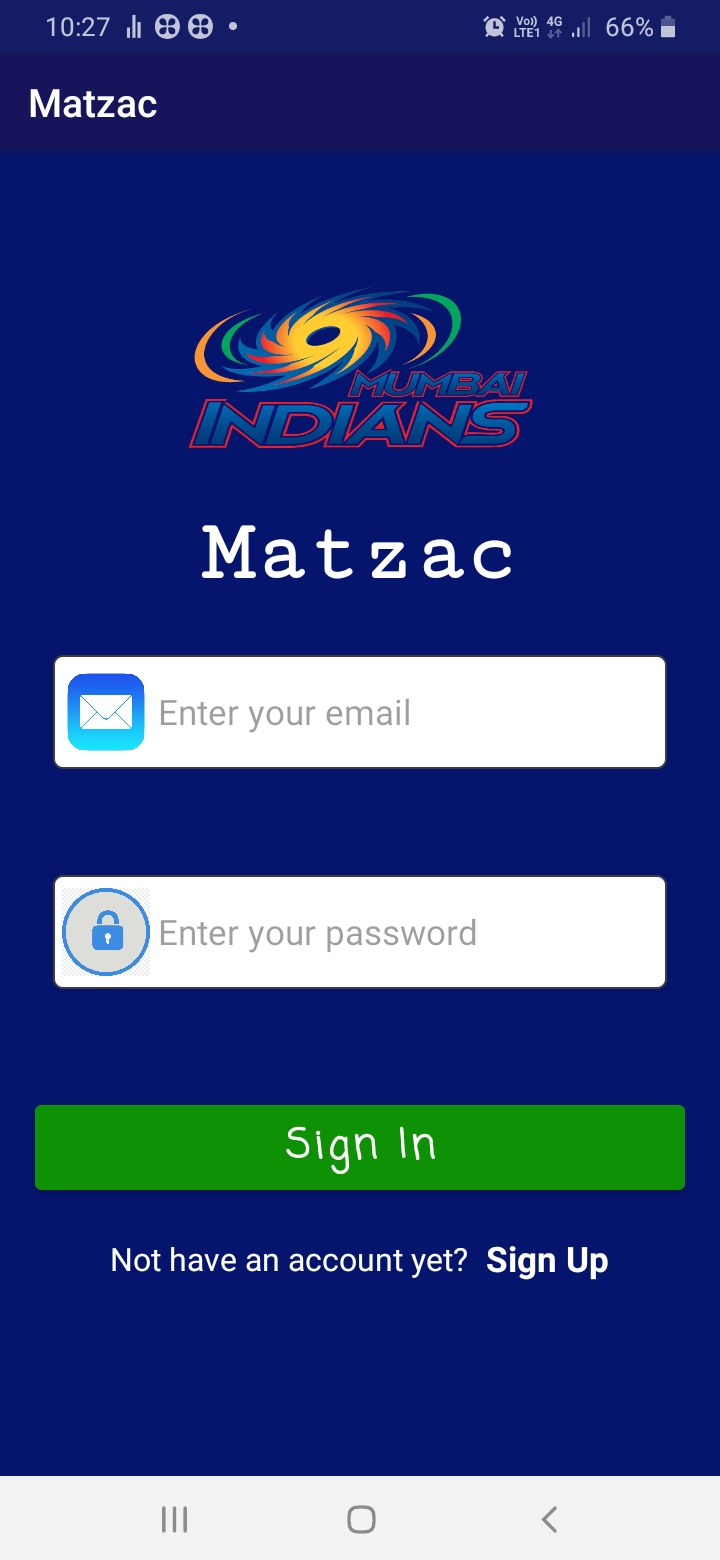 10:27 Vo)) LTE1 4G 66%
Matzac
MUMBAI
INDIANS
Matzac
Enter your email
Enter your password
Sign In
Not have an account yet? Sign Up